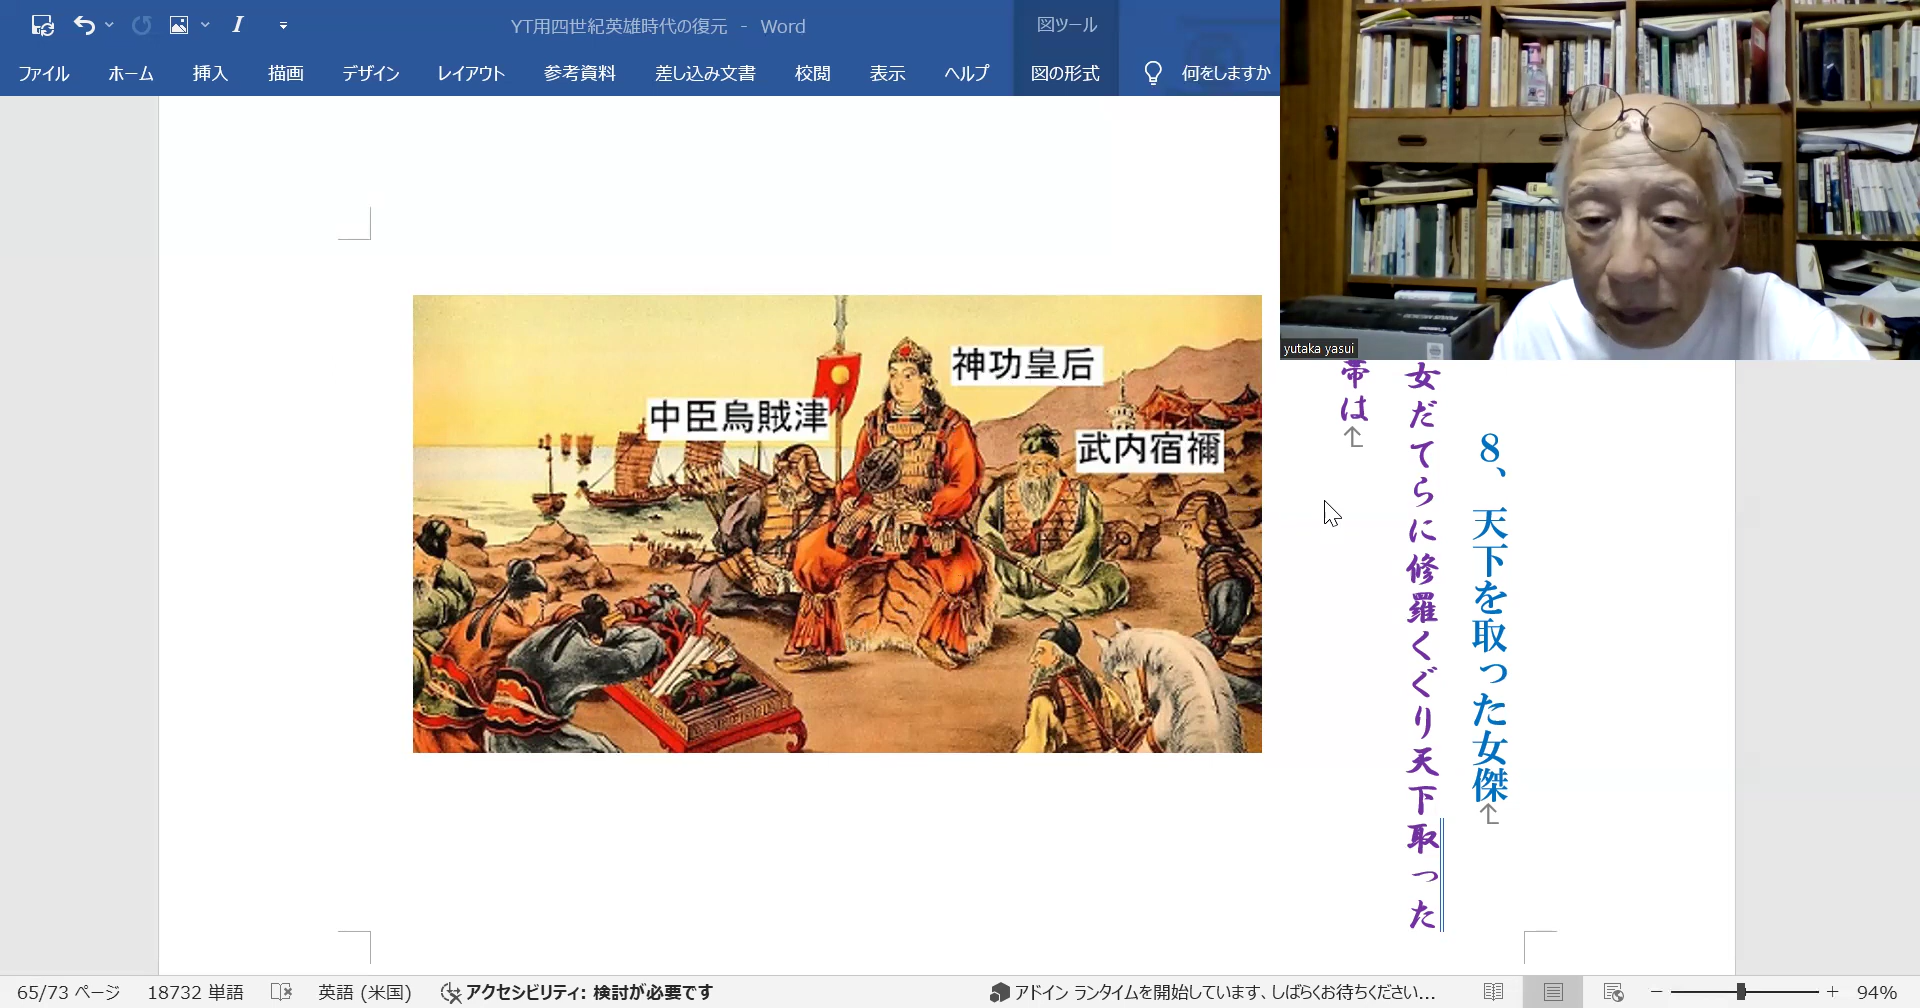 YT用四世紀英雄時代の復元 - Word
図ツール
ファイル ホーム 挿入 描画 デザイン レイアウト 参考資料 差し込み文書 校閲 表示 ヘルプ 図の形式 何をしますか
yutaka yasui
8、天下を取った女傑
女だてらに修羅くぐり天下取った
帯は
神功皇后
中臣烏賊津
武内宿禰
65/73 ページ 18732 単語 英語 (米国) アクセシビリティ: 検討が必要です アドイン ランタイムを開始しています、しばらくお待ちください... 94%